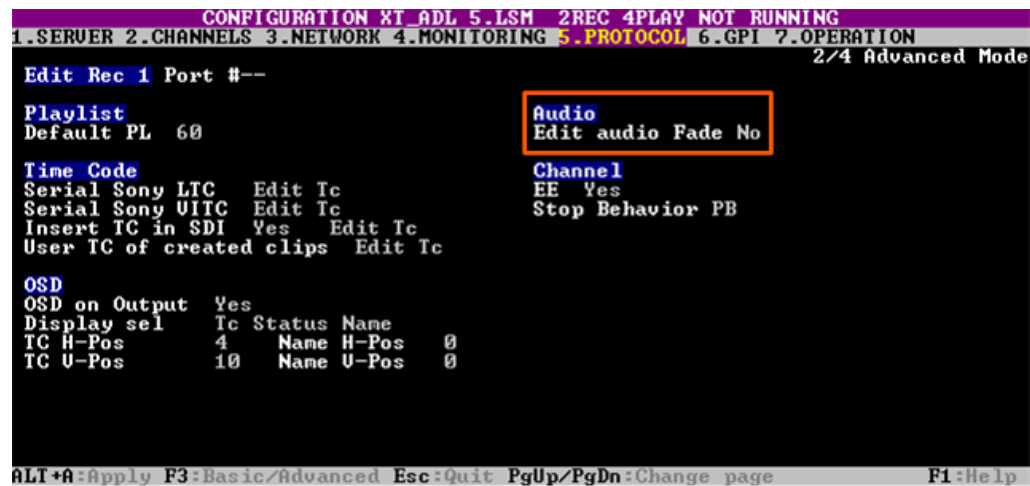 CONFIGURATION XT_ADL 5.LSM 2REC 4PLAY NOT RUNNING
1.SERVER 2.CHANNELS 3.NETWORK 4.MONITORING 5.PROTOCOL 6.GPI 7.OPERATION
2/4 Advanced Mode
Edit Rec 1 Port #--
Playlist
Default PL 60
Audio
Edit audio Fade No
Time Code
Serial Sony LTC Edit Tc
Serial Sony VITC Edit Tc
Insert TC in SDI Yes Edit Tc
User TC of created clips Edit Tc
Channel
EE Yes
Stop Behavior PB
OSD
OSD on Output Yes
Display sel Tc Status Name
TC H-Pos 4 Name H-Pos 0
TC V-Pos 10 Name V-Pos 0
ALT+A:Apply F3:Basic/Advanced Esc:Quit PgUp/PgDn:Change page F1:Help